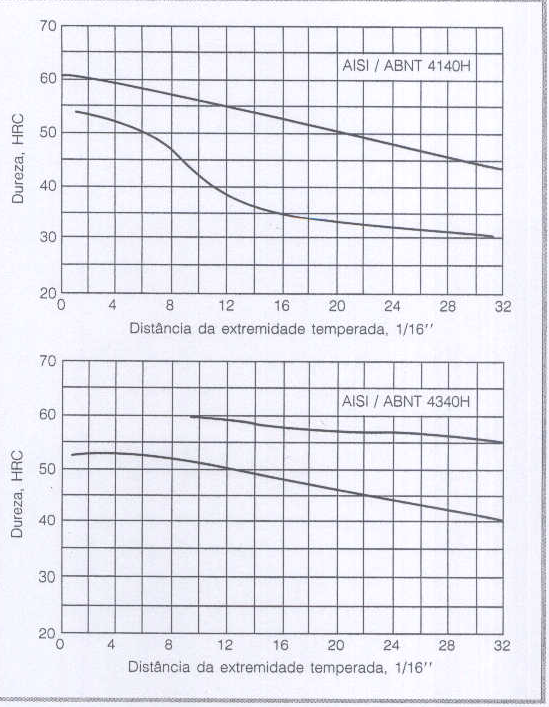 70
AISI / ABNT 4140H
60
50
40
30
20
Dureza, HRC
0 4 8 12 16 20 24 28 32
Distância da extremidade temperada, 1/16’’
70
AISI / ABNT 4340H
60
50
40
30
20
Dureza, HRC
0 4 8 12 16 20 24 28 32
Distância da extremidade temperada, 1/16’’